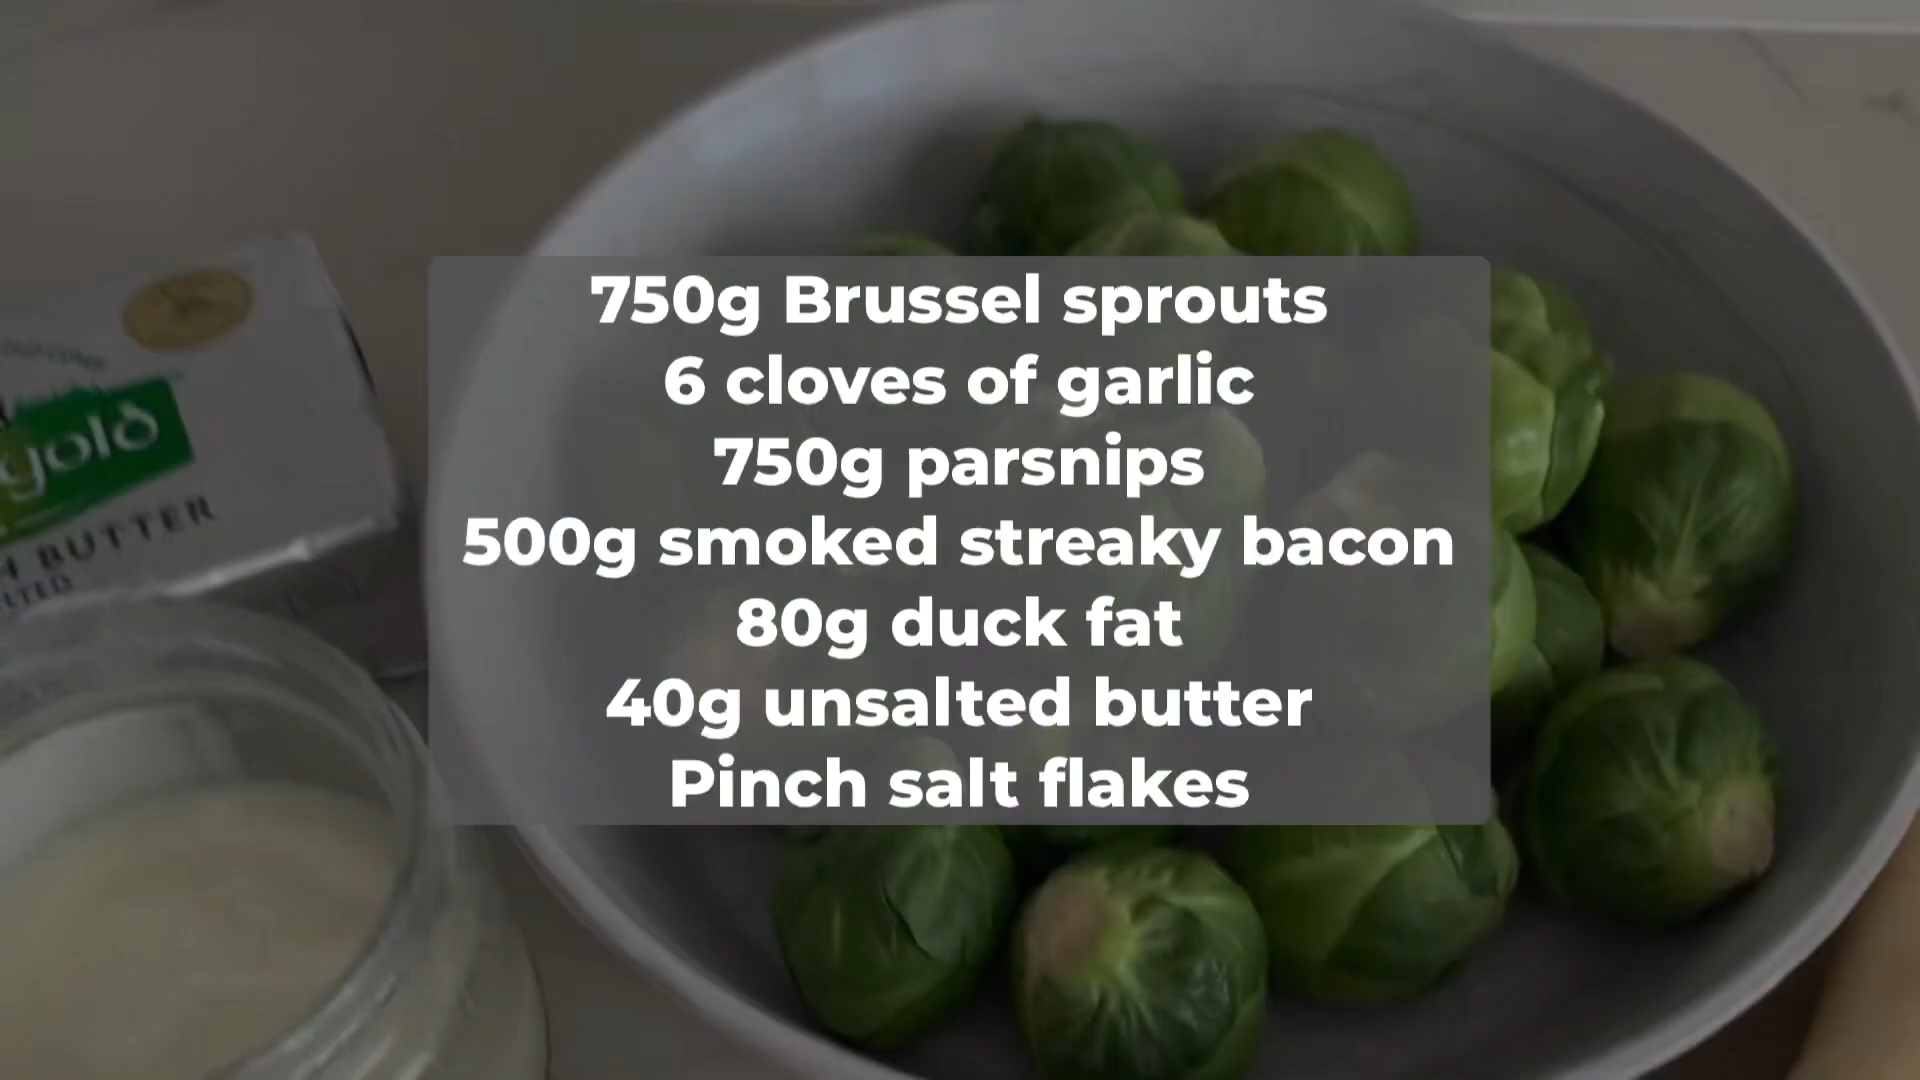 750g Brussel sprouts
6 cloves of garlic
750g parsnips
500g smoked streaky bacon
80g duck fat
40g unsalted butter
Pinch salt flakes
gold
BUTTER